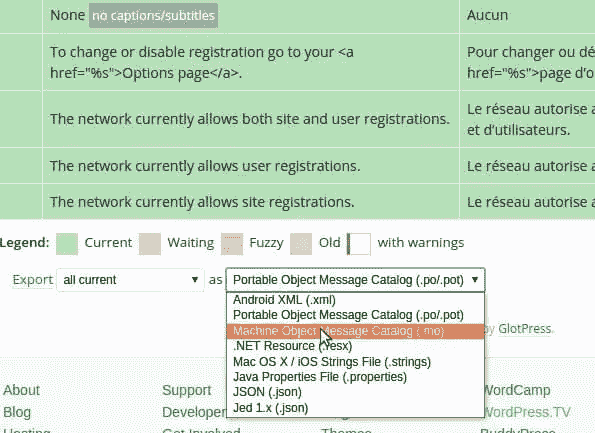 None no captions/subtitles
Aucun
To change or disable registration go to your <a
href="%s">Options page</a>.
Pour changer ou dé
href="%s">page d'o
The network currently allows both site and user registrations.
Le réseau autorise a
et d'utilisateurs.
The network currently allows user registrations.
Le réseau autorise a
The network currently allows site registrations.
Le réseau autorise a
Legend: Current Waiting Fuzzy Old with warnings
Export all current as Portable Object Message Catalog (.po/.pot)
Android XML (.xml)
Portable Object Message Catalog (.po/.pot)
Machine Object Message Catalog (.mo)
by GlotPress.
.NET Resource (.resx)
Mac OS X / iOS Strings File (.strings)
Java Properties File (.properties)
JSON (.json)
Jed 1.x (.json)
About
Support
WordCamp
Blog
Developer
WordPress.TV
Hosting
Get Involved
Themes
BuddyPress